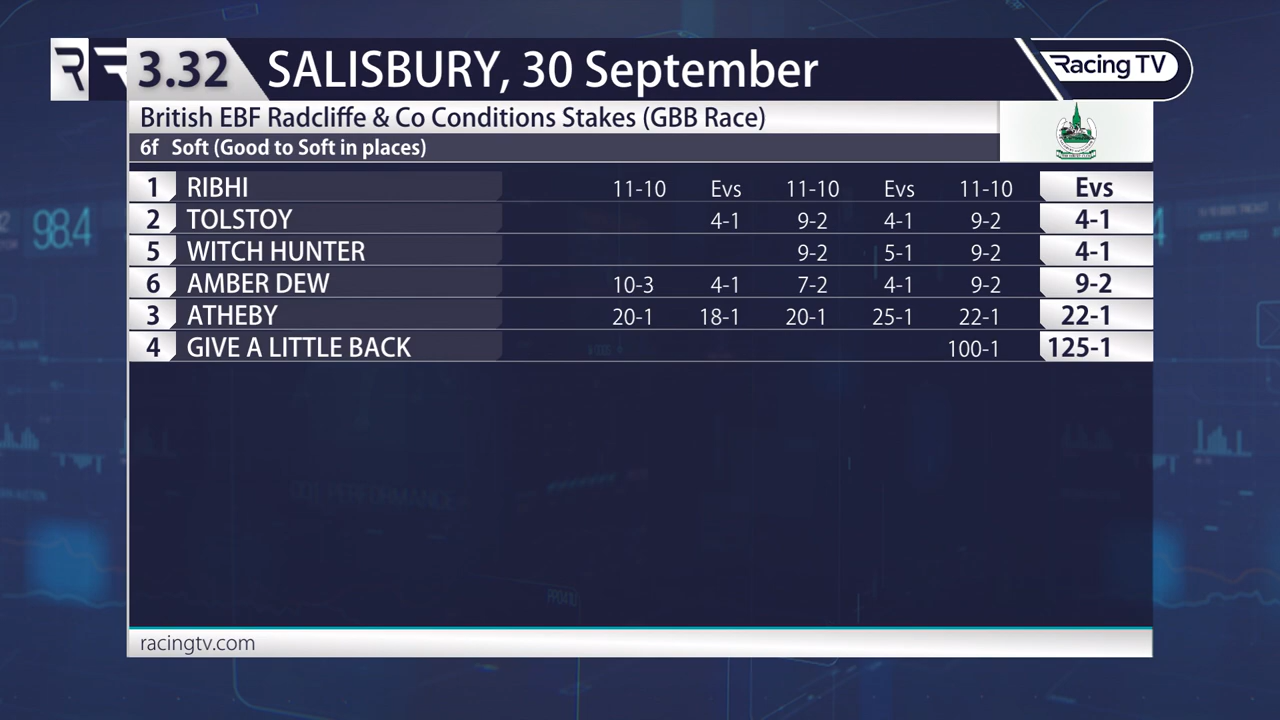 3.32 SALISBURY, 30 September
Racing TV
British EBF Radcliffe & Co Conditions Stakes (GBB Race)
6f Soft (Good to Soft in places)
1 RIBHI 11-10 Evs 11-10 Evs 11-10 Evs
2 TOLSTOY 4-1 9-2 4-1 9-2 4-1
5 WITCH HUNTER 9-2 5-1 9-2 4-1
6 AMBER DEW 10-3 4-1 7-2 4-1 9-2 9-2
3 ATHEBY 20-1 18-1 20-1 25-1 22-1 22-1
4 GIVE A LITTLE BACK 100-1 125-1
98.4
racingtv.com